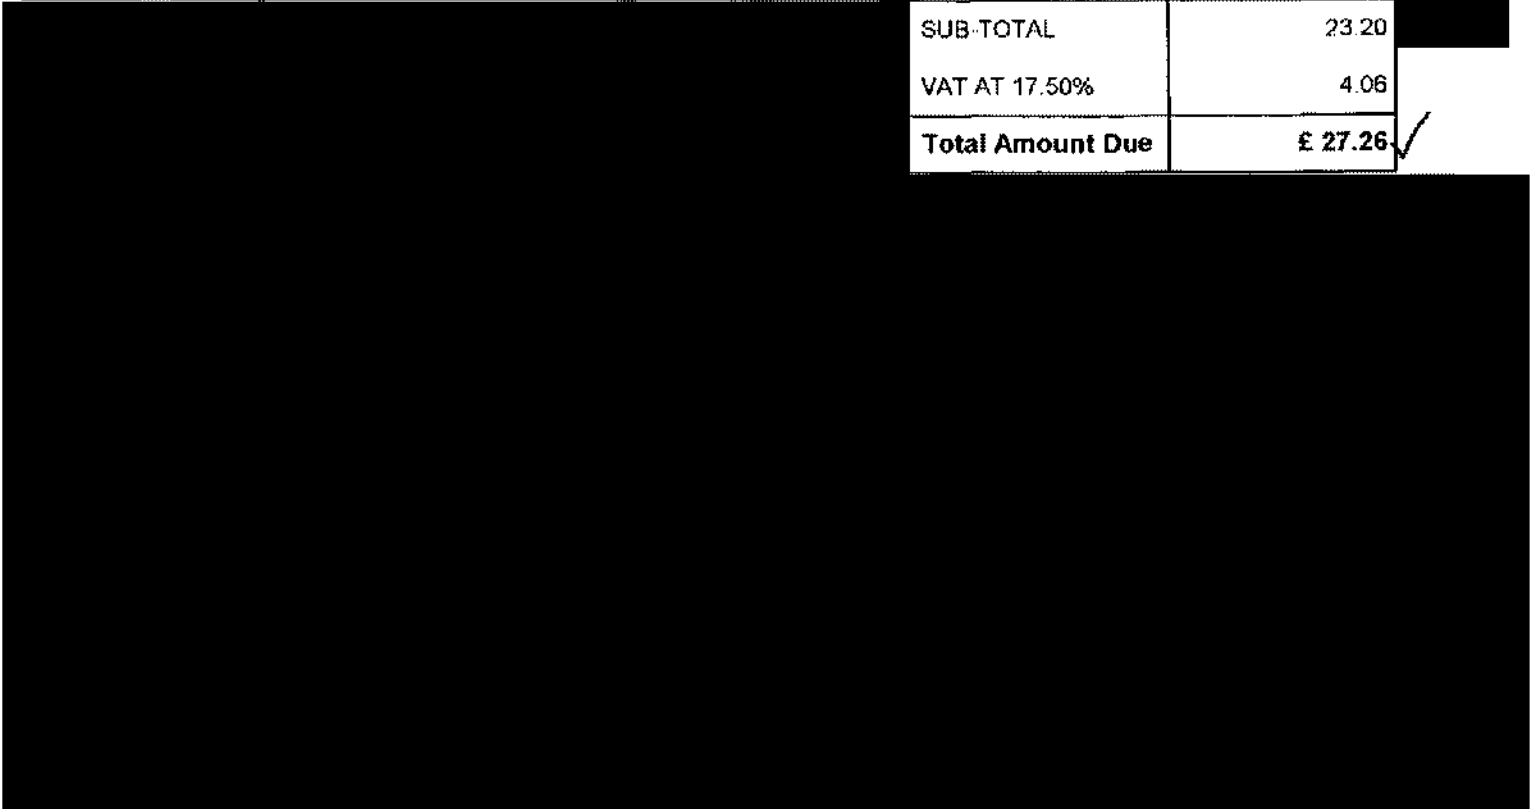 SUB-TOTAL 23.20
VAT AT 17.50% 4.06
Total Amount Due £ 27.26